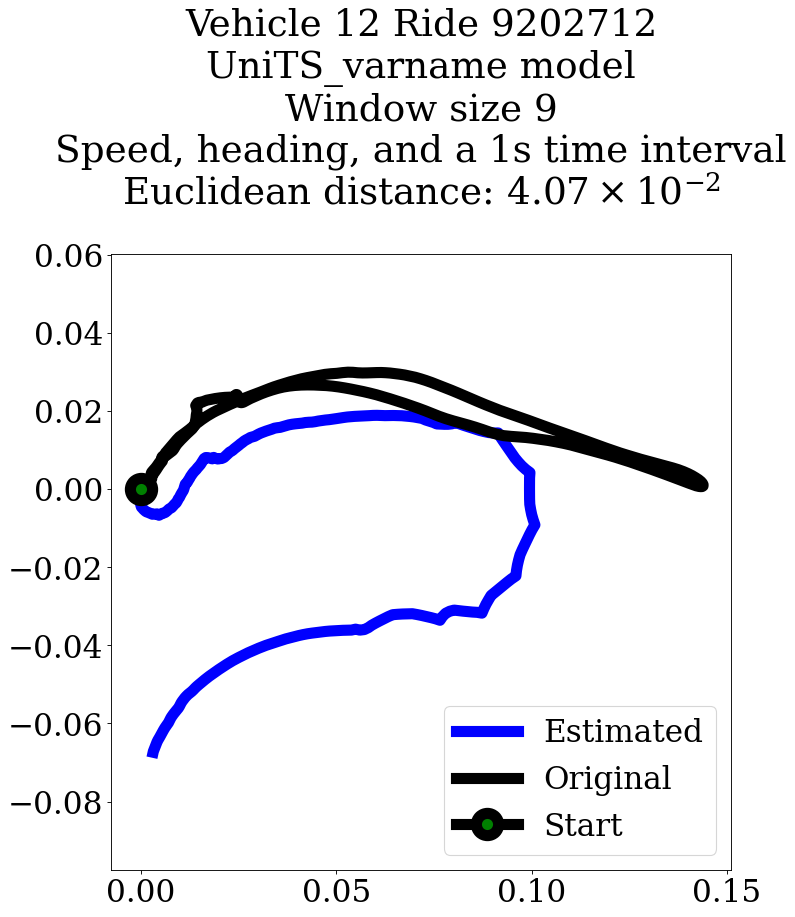 Vehicle 12 Ride 9202712
UniTS_varname model
Window size 9
Speed, heading, and a 1s time interval
Euclidean distance: 4.07 × 10⁻²
0.06
0.04
0.02
0.00
−0.02
−0.04
−0.06
−0.08
Estimated
Original
Start
0.00 0.05 0.10 0.15